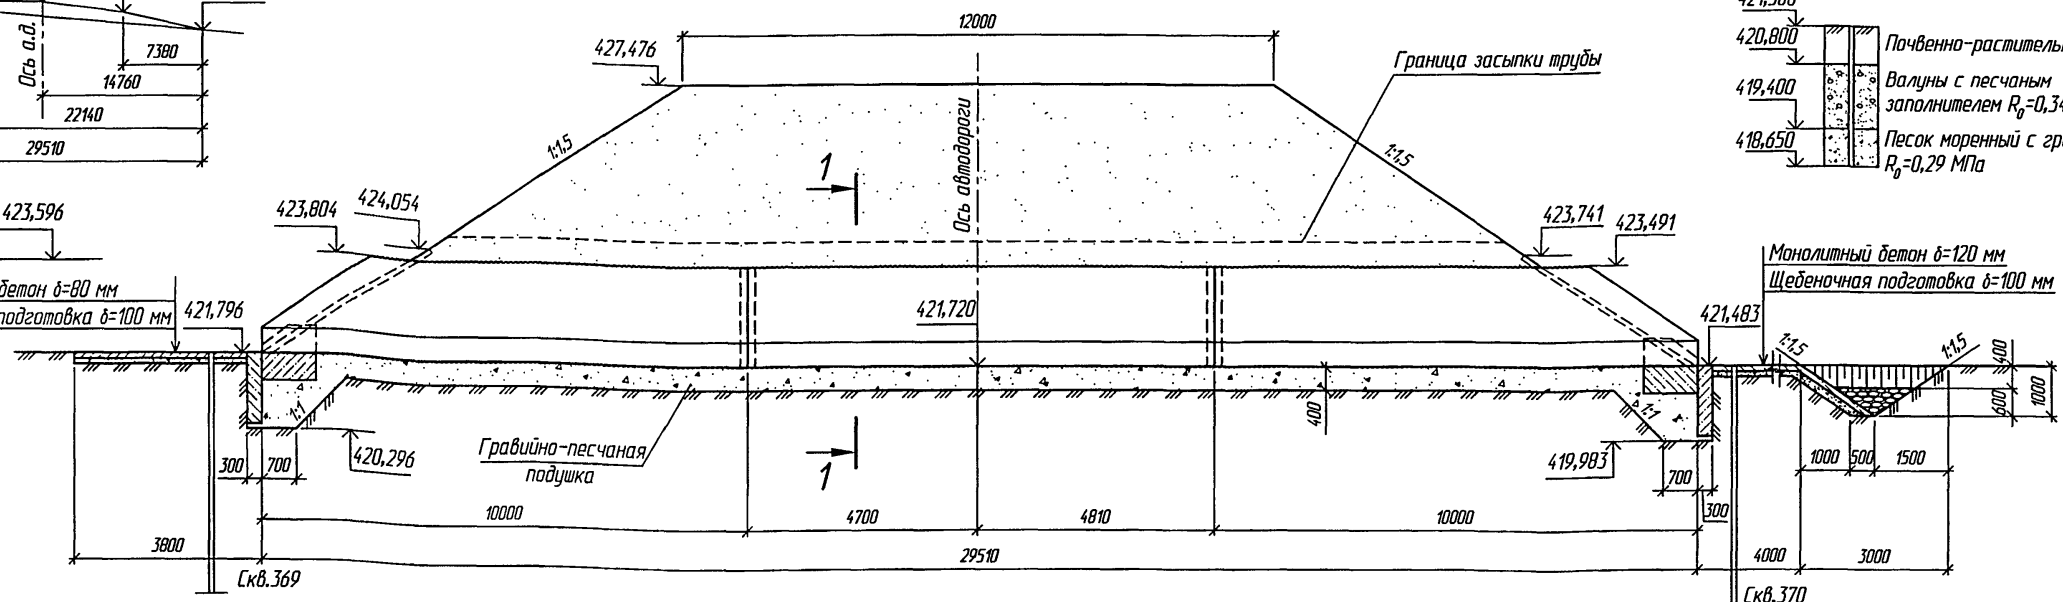 Ось а.д.
7380
14760
22140
29510
423,596
бетон δ=80 мм
подготовка δ=100 мм
421,796
423,804
424,054
427,476
12000
1:1,5
1
Ось автодороги
Граница засыпки трубы
1:1,5
420,800
Почвенно-раститель
419,400
Валуны с песчаным
заполнителем R₀=0,34
418,650
Песок моренный с гр
R₀=0,29 МПа
423,741
423,491
Монолитный бетон δ=120 мм
Щебеночная подготовка δ=100 мм
421,720
421,483
1:1,5
1:1,5
400
600
1000
1:1
1:1
400
300
700
420,296
Гравийно-песчаная
подушка
1
419,983
700
300
1000
500
1500
10000
4700
4810
10000
3800
29510
4000
3000
Скв.369
Скв.370